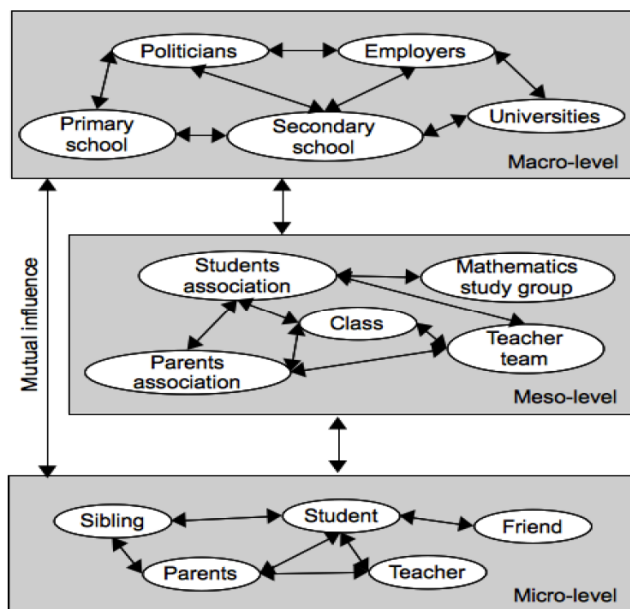 Politicians
Employers
Primary
school
Secondary
school
Universities
Macro-level
Mutual influence
Students
association
Mathematics
study group
Class
Parents
association
Teacher
team
Meso-level
Sibling
Student
Friend
Parents
Teacher
Micro-level